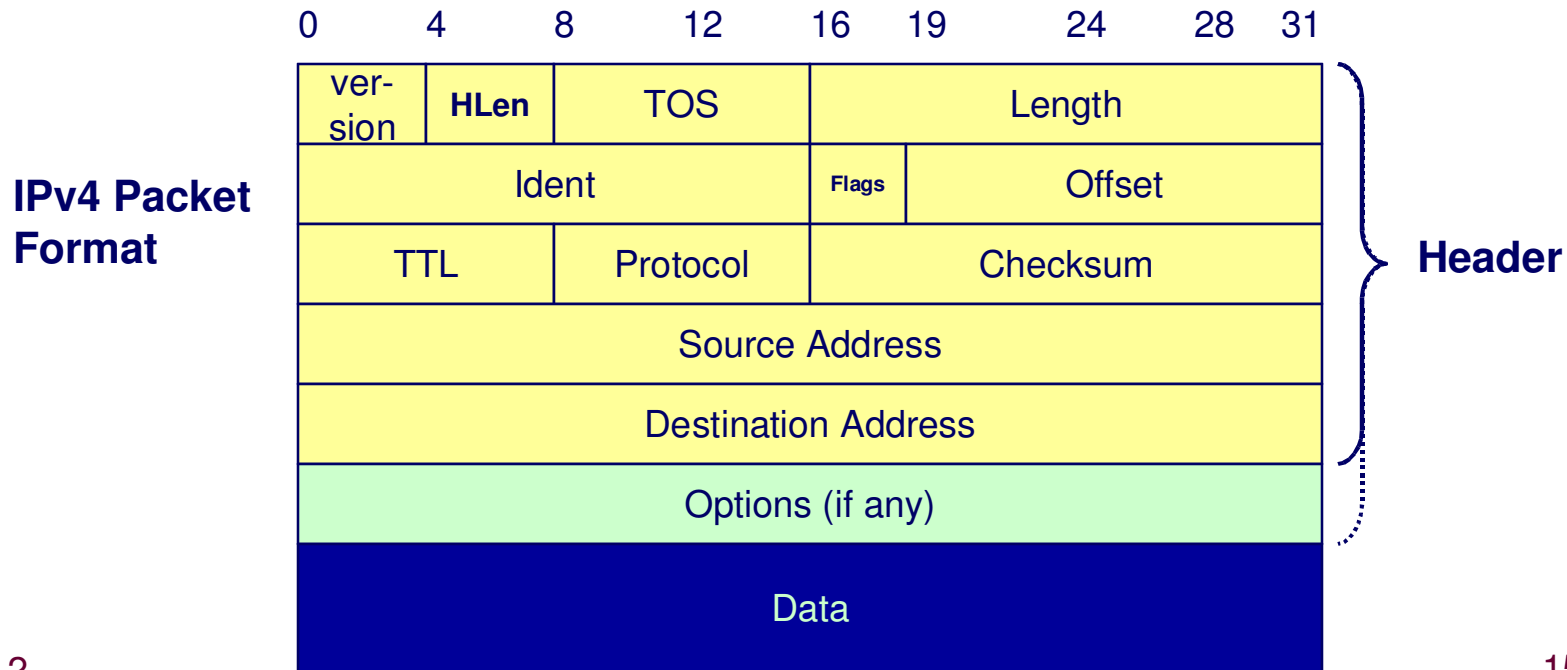 0 4 8 12 16 19 24 28 31
ver-
sion
HLen
TOS
Length
IPv4 Packet
Format
Ident
Flags
Offset
TTL
Protocol
Checksum
Header
Source Address
Destination Address
Options (if any)
Data